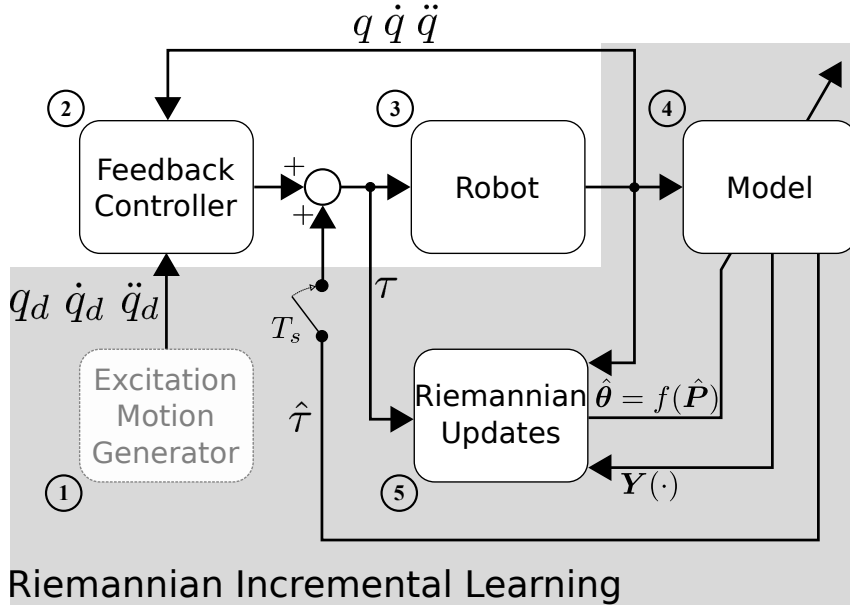 q q̇ q̈
2
3
4
Feedback
Controller
+
+
Robot
Model
q_d q̇_d q̈_d
T_s
τ
Excitation
Motion
Generator
τ̂
Riemannian
Updates
θ̂ = f(P̂)
Y(·)
1
5
Riemannian Incremental Learning